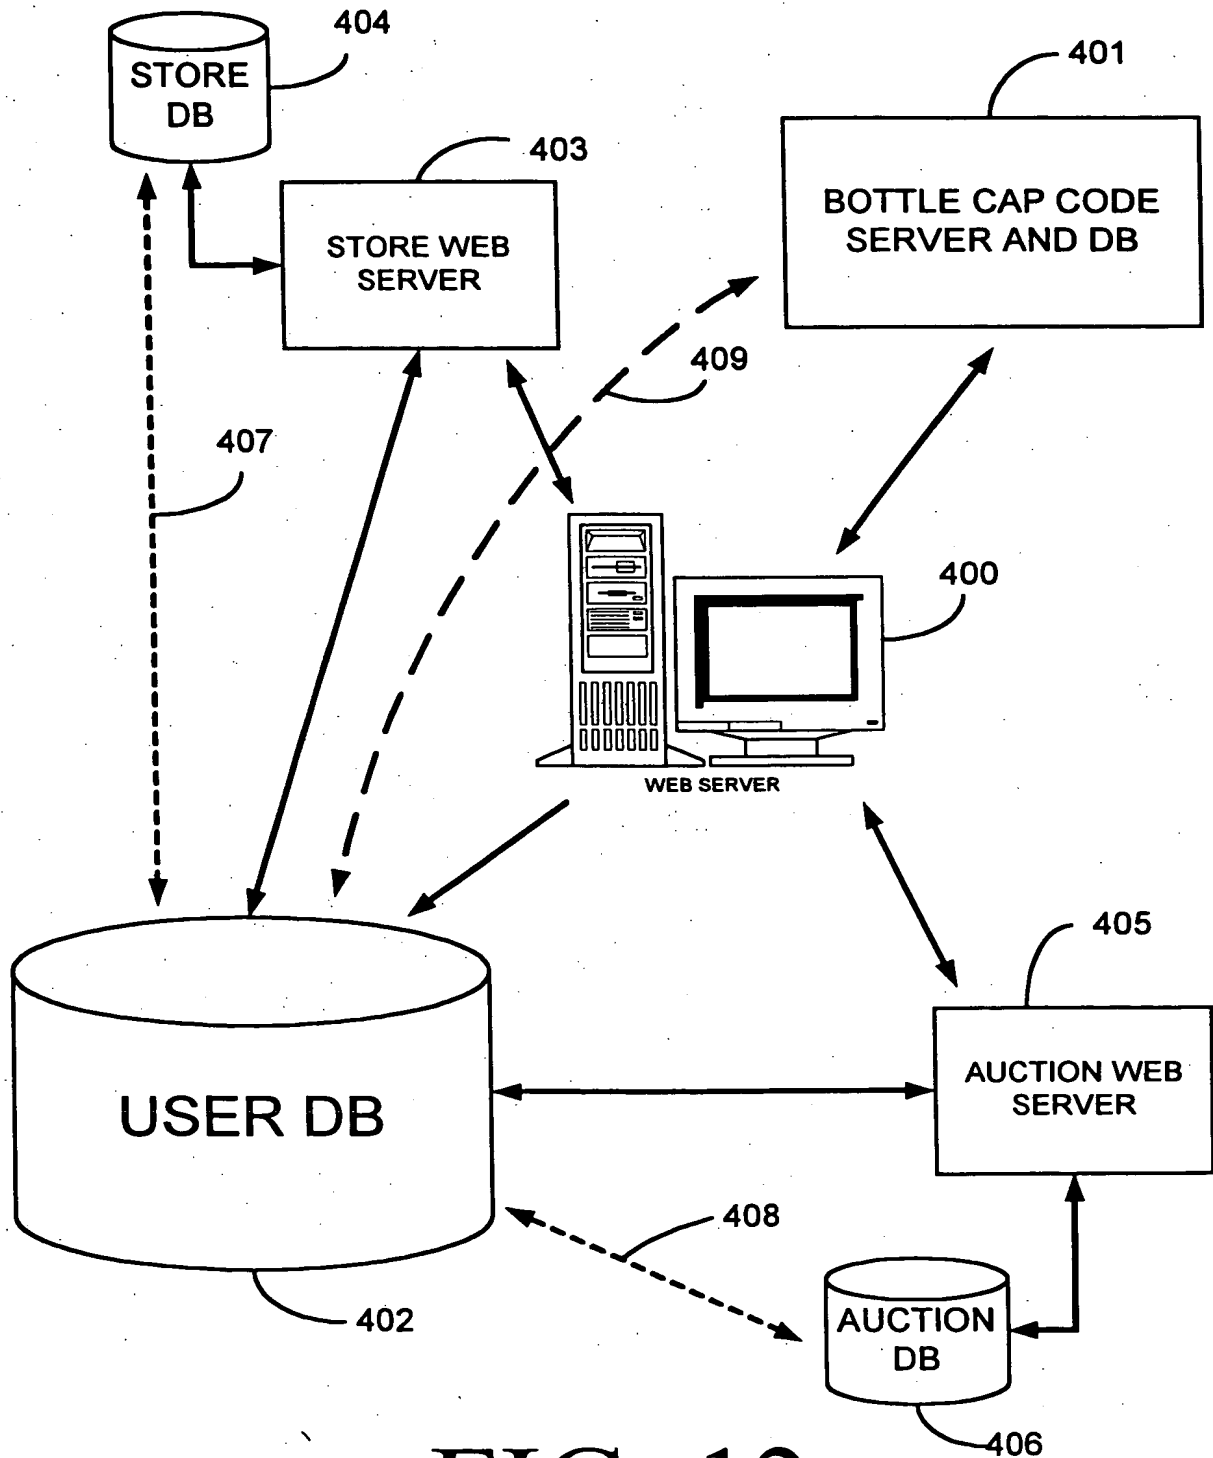 404
STORE
DB
401
403
STORE WEB
SERVER
BOTTLE CAP CODE
SERVER AND DB
409
407
400
WEB SERVER
405
AUCTION WEB
SERVER
USER DB
408
402
AUCTION
DB
406